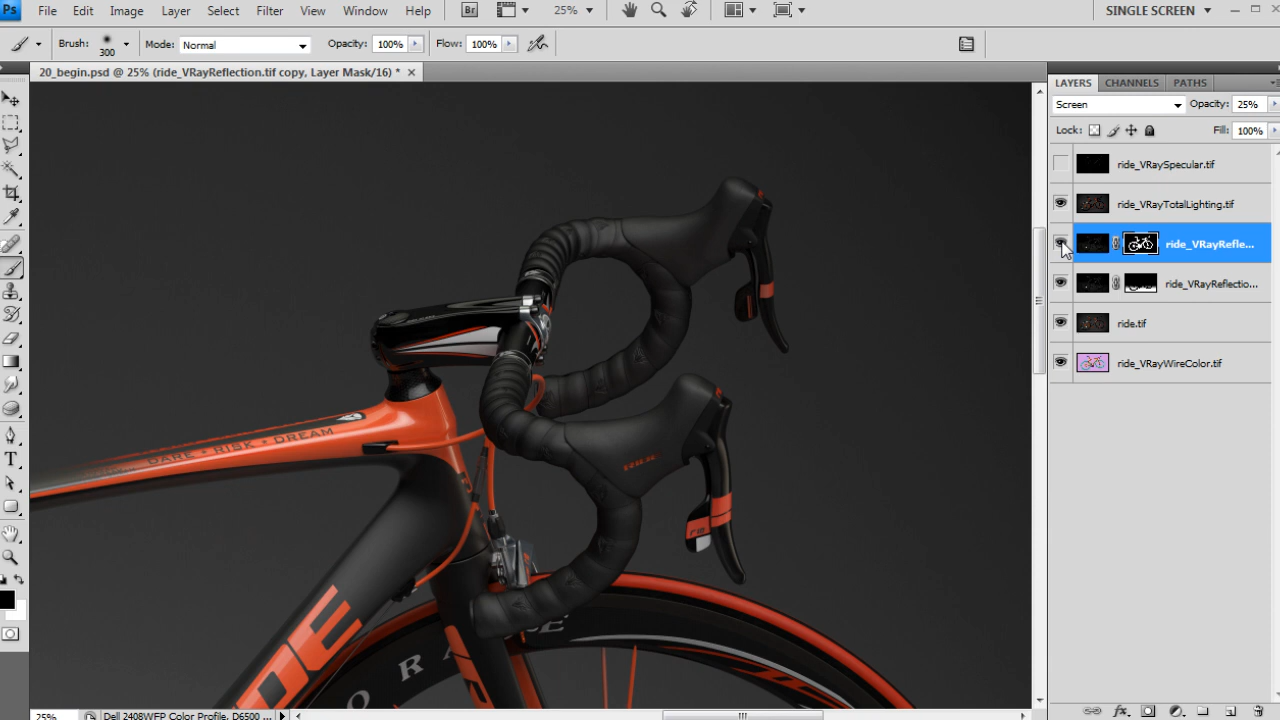 Ps File Edit Image Layer Select Filter View Window Help Br 25% SINGLE SCREEN
Brush: 300 Mode: Normal Opacity: 100% Flow: 100%
20_begin.psd @ 25% (ride_VRayReflection.tif copy, Layer Mask/16) *
LAYERS CHANNELS PATHS
Screen Opacity: 25%
Lock: Fill: 100%
ride_VRaySpecular.tif
ride_VRayTotalLighting.tif
ride_VRayRefle...
ride_VRayReflectio...
ride.tif
ride_VRayWireColor.tif
DARE • RISK • DREAM
RIDE
DE
O R A
T
25% Dell 2408WFP Color Profile, D6500 ...